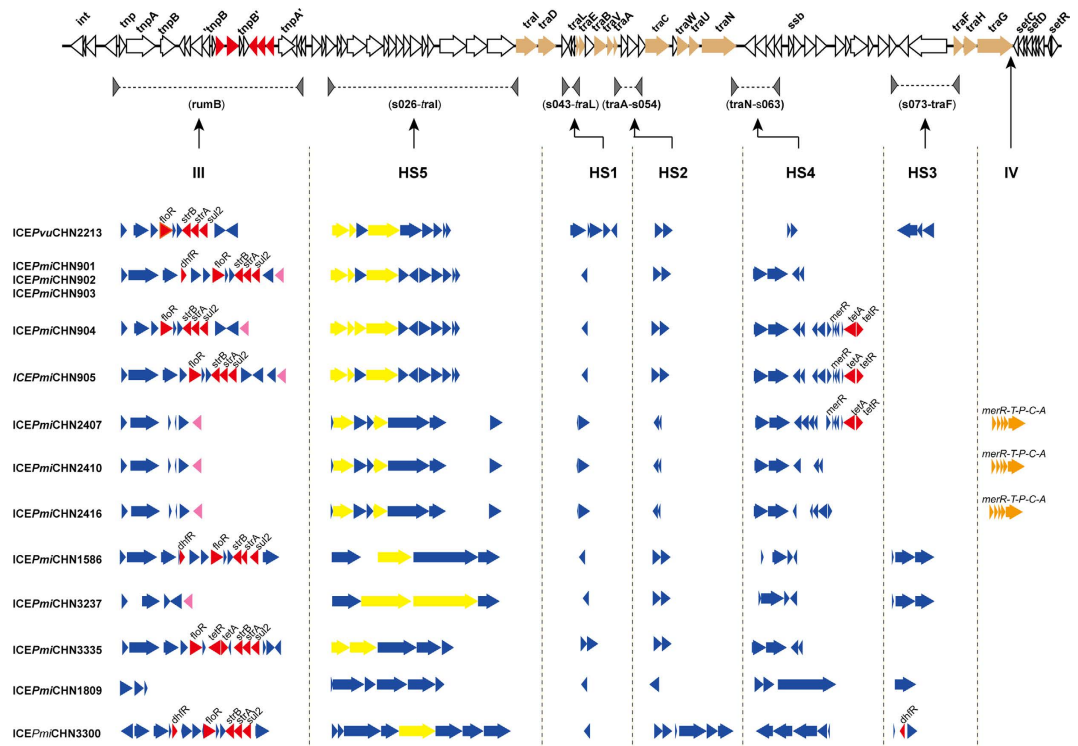 int tnp tnpA tnpB 'tnpB tnpB' tnpA' traI traD traL traE traB traV traA traC traW traU traN ssb traF traH traG setC setD setR
(rumB) (s026-traI) (s043-traL) (traA-s054) (traN-s063) (s073-traF)
III HS5 HS1 HS2 HS4 HS3 IV
floR strB strA sul2
ICEPvuCHN2213
ICEPmiCHN901
dhfR floR strB strA sul2
ICEPmiCHN902
ICEPmiCHN903
floR strB strA sul2 merR tetA tetR
ICEPmiCHN904
floR strB strA sul2 merR tetA tetR
ICEPmiCHN905
merR tetA tetR merR-T-P-C-A
ICEPmiCHN2407
merR-T-P-C-A
ICEPmiCHN2410
merR-T-P-C-A
ICEPmiCHN2416
dhfR floR strB strA sul2
ICEPmiCHN1586
ICEPmiCHN3237
floR tetR tetA strB strA sul2
ICEPmiCHN3335
ICEPmiCHN1809
dhfR floR strB strA sul2 dhfR
ICEPmiCHN3300